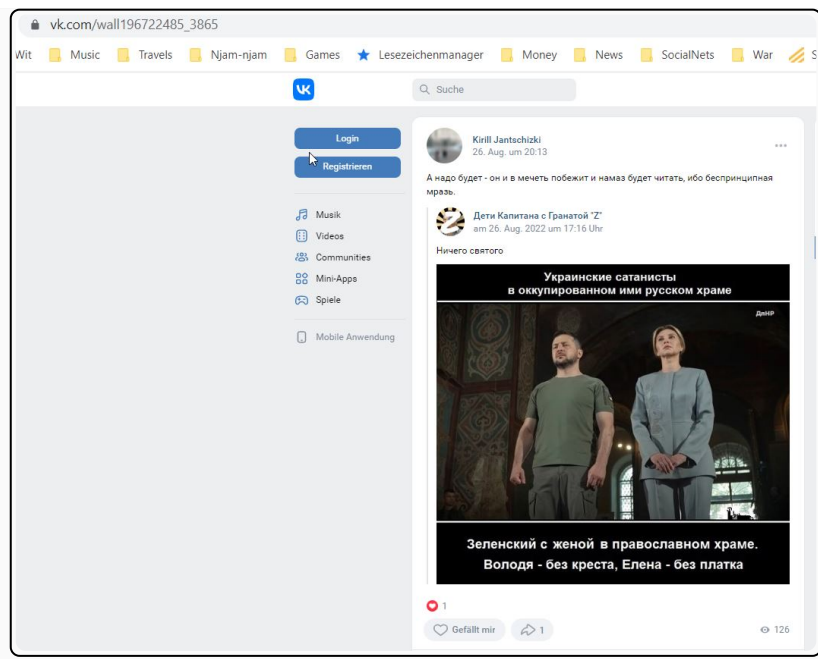 vk.com/wall196722485_3865
Wit Music Travels Njam-njam Games Lesezeichenmanager Money News SocialNets War S
Suche
Login
Registrieren
Musik
Videos
Communities
Mini-Apps
Spiele
Mobile Anwendung
Kirill Jantschizki
26. Aug. um 20:13
А надо будет - он и в мечеть побежит и намаз будет читать, ибо беспринципная
мразь.
Дети Капитана с Гранатой "Z"
am 26. Aug. 2022 um 17:16 Uhr
Ничего святого
Украинские сатанисты
в оккупированном ими русском храме
ДяНР
Зеленский с женой в православном храме.
Володя - без креста, Елена - без платка
1
Gefällt mir 1 126